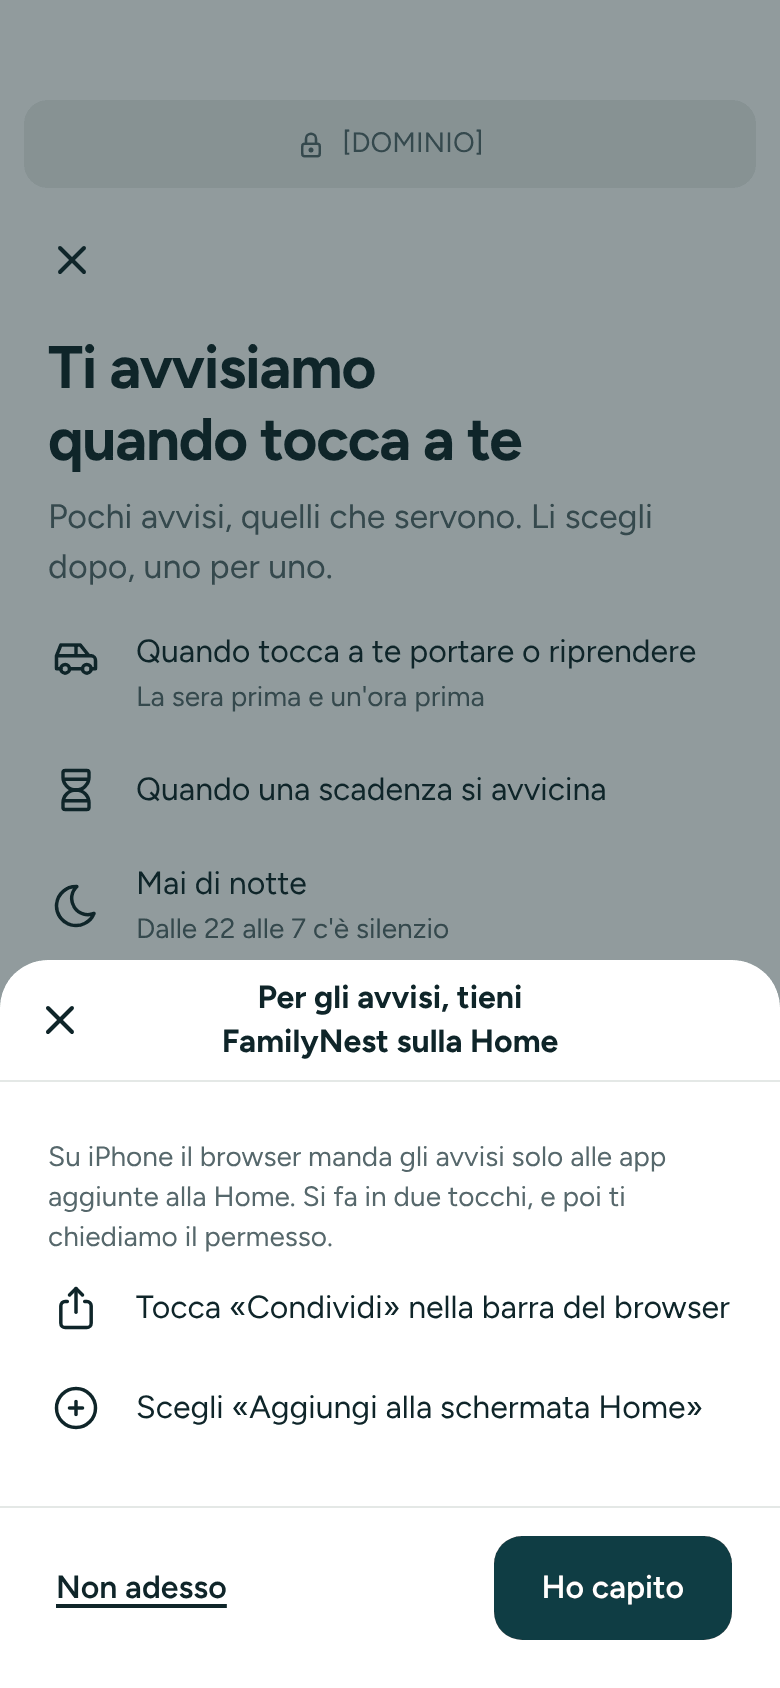 [DOMINIO]
Ti avvisiamo
quando tocca a te
Pochi avvisi, quelli che servono. Li scegli
dopo, uno per uno.
Quando tocca a te portare o riprendere
La sera prima e un'ora prima
Quando una scadenza si avvicina
Mai di notte
Dalle 22 alle 7 c'è silenzio
Per gli avvisi, tieni
FamilyNest sulla Home
Su iPhone il browser manda gli avvisi solo alle app
aggiunte alla Home. Si fa in due tocchi, e poi ti
chiediamo il permesso.
Tocca «Condividi» nella barra del browser
Scegli «Aggiungi alla schermata Home»
Non adesso
Ho capito